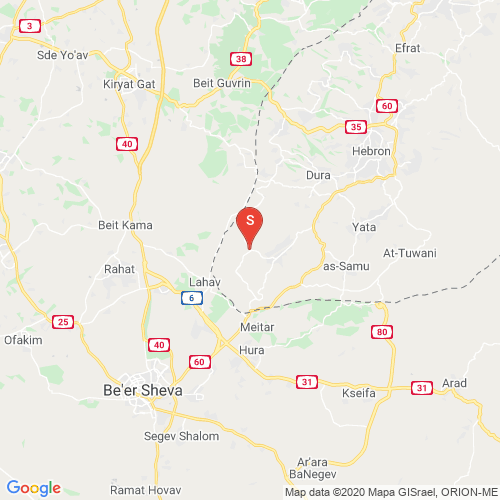 3
Efrat
Sde Yo'av
38
Kiryat Gat
Beit Guvrin
60
35
40
Hebron
Dura
S
Beit Kama
Yata
At-Tuwani
Rahat
as-Samu
Lahav
6
25
Meitar
80
Ofakim
40
Hura
60
31
Arad
Be'er Sheva
Kseifa
31
Segev Shalom
Ar'ara
BaNegev
Google
Ramat Hovav
Map data ©2020 Mapa GISrael, ORION-ME